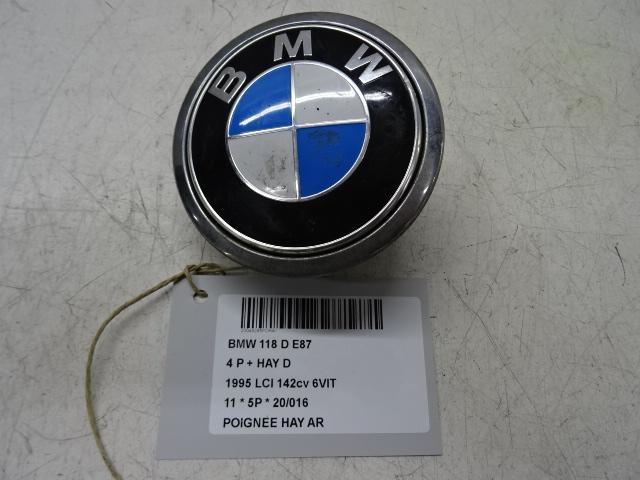 BMW
BMW 118 D E87
4 P + HAY D
1995 LCI 142cv 6VIT
11 * 5P * 20/016
POIGNEE HAY AR